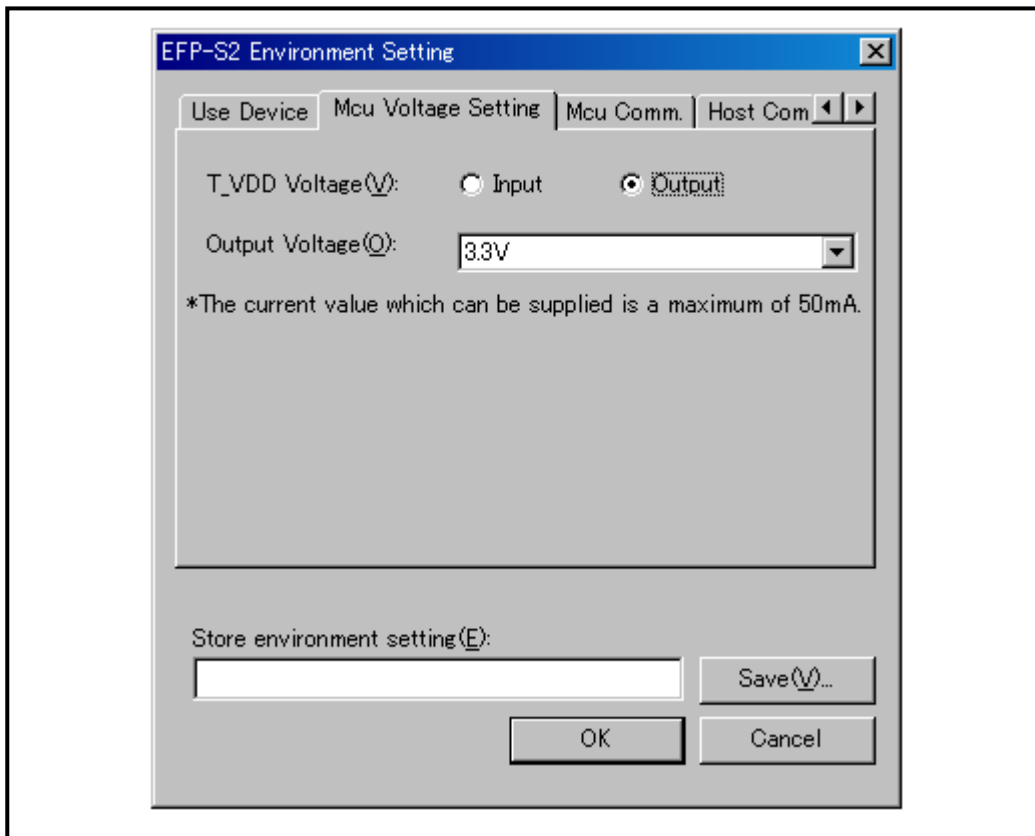 EFP-S2 Environment Setting
Use Device Mcu Voltage Setting Mcu Comm. Host Com
T_VDD Voltage(V): Input Output
Output Voltage(O): 3.3V
*The current value which can be supplied is a maximum of 50mA.
Store environment setting(E):
Save(V)...
OK Cancel